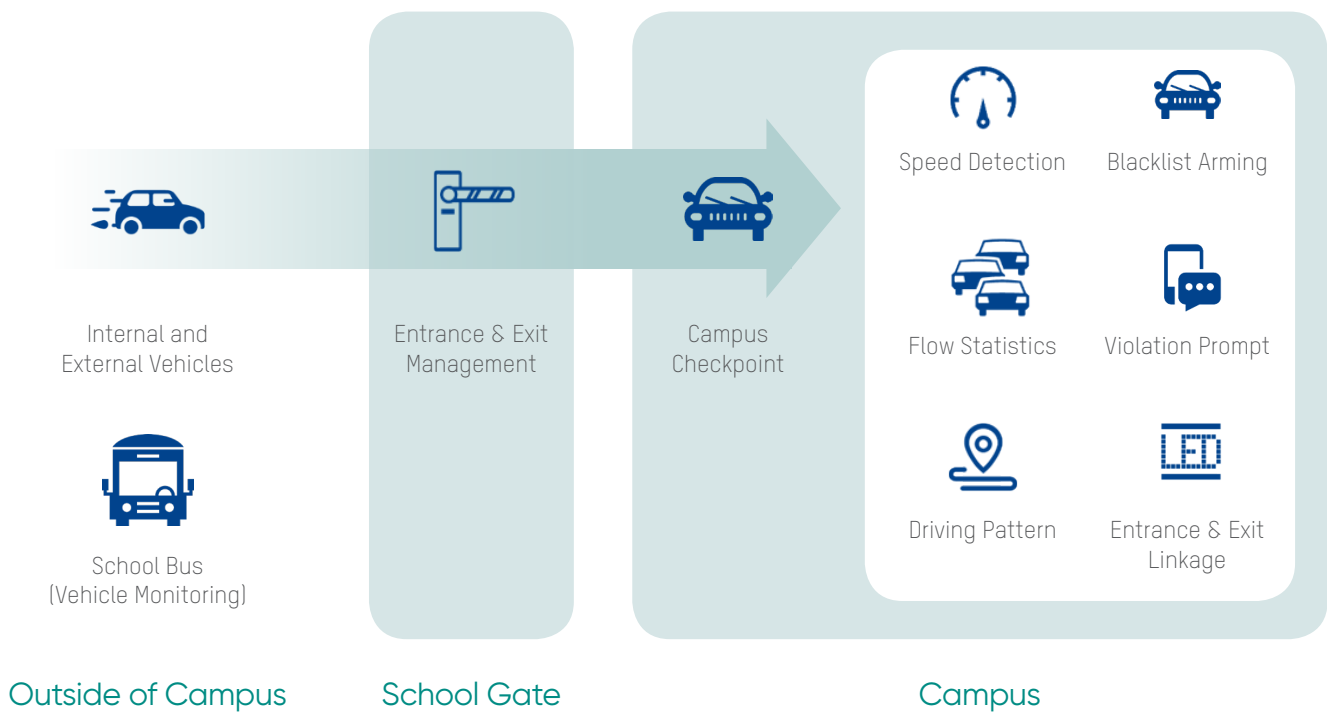 Internal and
External Vehicles
School Bus
(Vehicle Monitoring)
Outside of Campus
Entrance & Exit
Management
School Gate
Campus
Checkpoint
Speed Detection
Blacklist Arming
Flow Statistics
Violation Prompt
Driving Pattern
LED
Entrance & Exit
Linkage
Campus